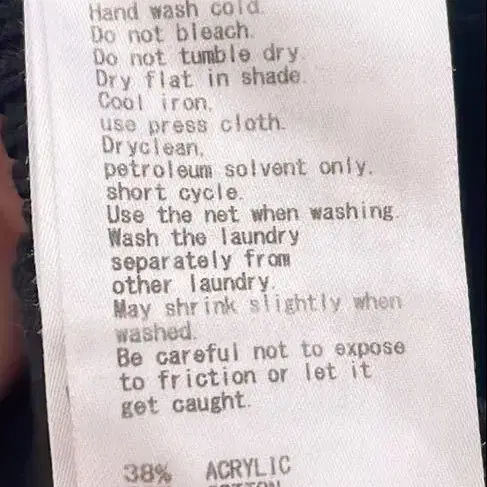 Hand wash cold.
Do not bleach.
Do not tumble dry.
Dry flat in shade.
Cool iron,
use press cloth.
Dryclean,
petroleum solvent only,
short cycle.
Use the net when washing.
Wash the laundry
separately from
other laundry.
May shrink slightly when
washed.
Be careful not to expose
to friction or let it
get caught.
38% ACRYLIC